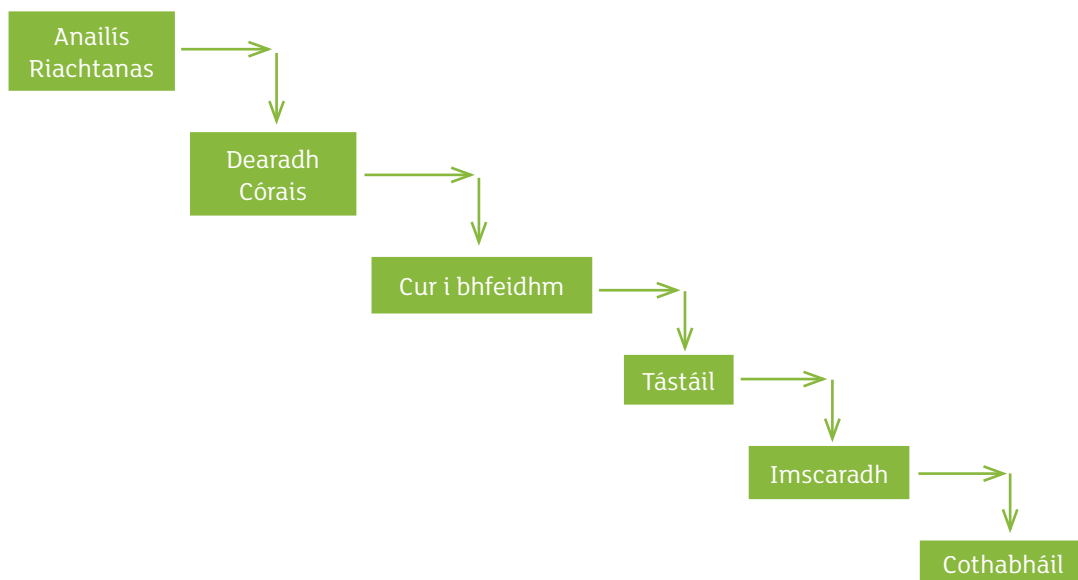 Anailís
Riachtanas
Dearadh
Córais
Cur i bhfeidhm
Tástáil
Imscaradh
Cothabháil